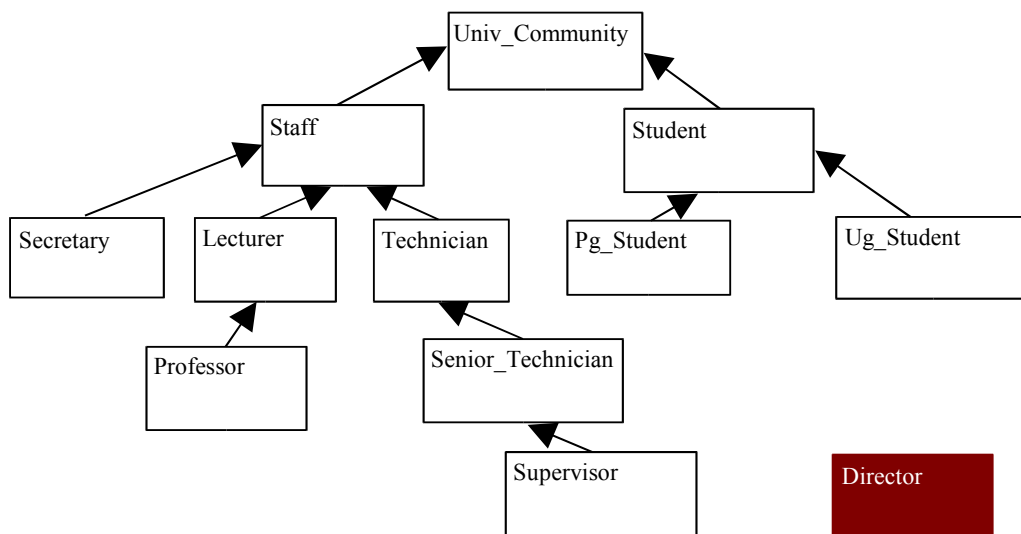 Univ_Community
Staff
Student
Secretary
Lecturer
Technician
Pg_Student
Ug_Student
Professor
Senior_Technician
Supervisor
Director